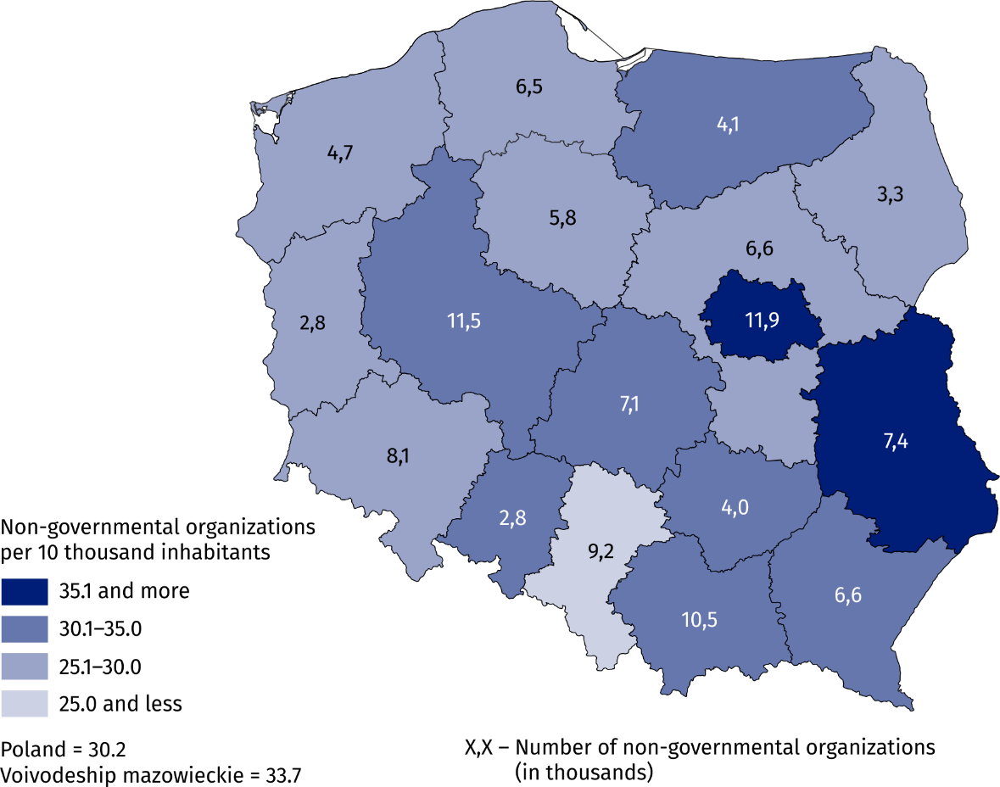 6,5
4,1
4,7
3,3
5,8
6,6
2,8
11,5
11,9
7,1
7,4
8,1
2,8
4,0
9,2
6,6
10,5
Non-governmental organizations
per 10 thousand inhabitants
35.1 and more
30.1–35.0
25.1–30.0
25.0 and less
Poland = 30.2
Voivodeship mazowieckie = 33.7
X,X – Number of non-governmental organizations
(in thousands)